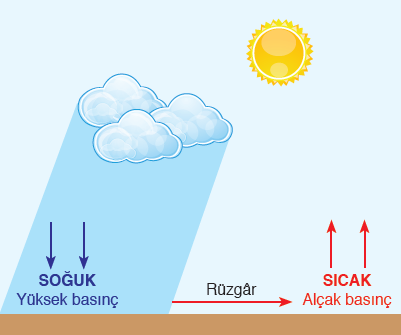 SOĞUK
Yüksek basınç
Rüzgâr
SICAK
Alçak basınç